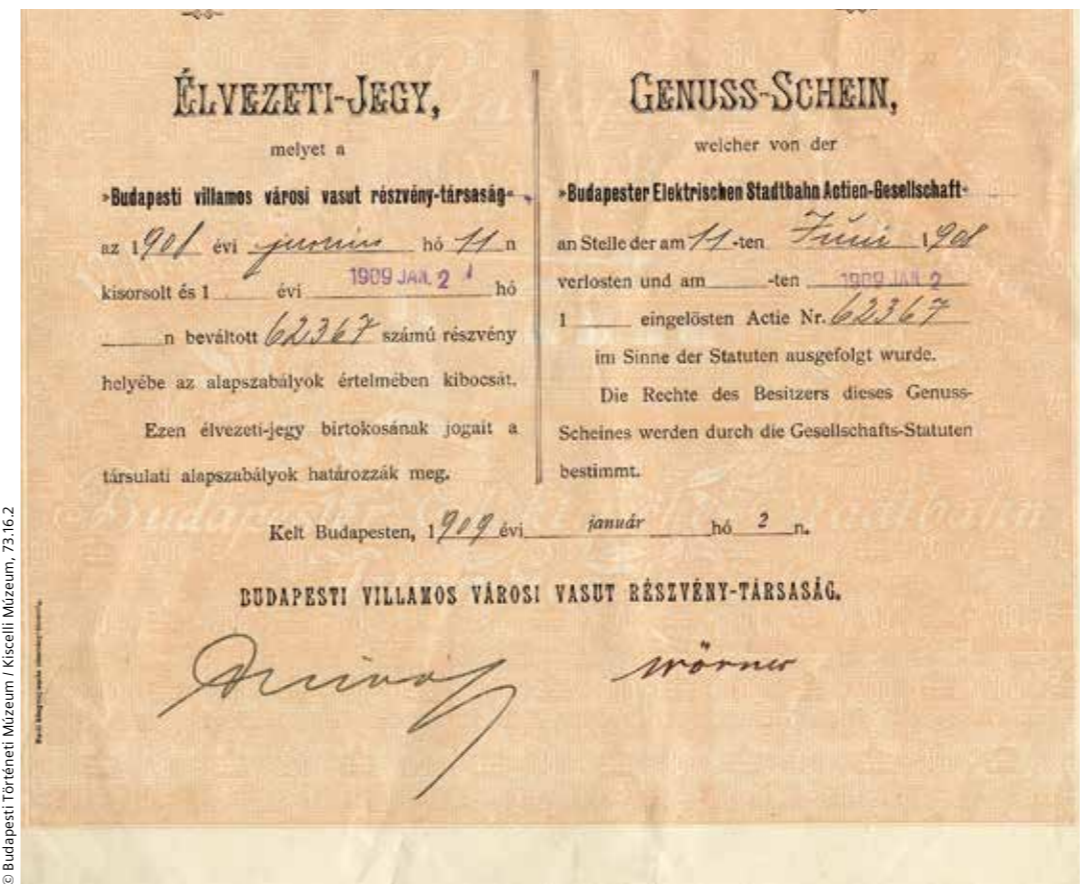 ÉLVEZETI-JEGY,
melyet a
»Budapesti villamos városi vasut részvény-társaság«
az 1908 évi junius hó 11 n
kisorsolt és 1 évi 1909 JAN. 2 hó
n beváltott 62367 számú részvény
helyébe az alapszabályok értelmében kibocsát.
Ezen élvezeti-jegy birtokosának jogait a
társulati alapszabályok határozzák meg.
GENUSS-SCHEIN,
welcher von der
»Budapester Elektrischen Stadtbahn Actien-Gesellschaft«
an Stelle der am 11-ten Juni 1908
verlosten und am -ten 1909 JAN. 2
1 eingelösten Actie Nr. 62367
im Sinne der Statuten ausgefolgt wurde.
Die Rechte des Besitzers dieses Genuss-
Scheines werden durch die Gesellschafts-Statuten
bestimmt.
Kelt Budapesten, 1909 évi január hó 2 n.
BUDAPESTI VILLAMOS VÁROSI VASUT RÉSZVÉNY-TÁRSASÁG.
Wörner
© Budapesti Történeti Múzeum / Kiscelli Múzeum, 73.16.2